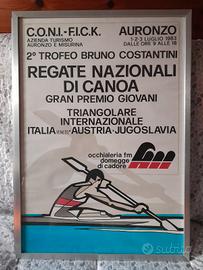 C.O.N.I.-F.I.C.K. AURONZO
AZIENDA TURISMO
AURONZO E MISURINA
1-2-3 LUGLIO 1983
DALLE ORE 9 ALLE 18
2° TROFEO BRUNO COSTANTINI
REGATE NAZIONALI
DI CANOA
GRAN PREMIO GIOVANI
TRIANGOLARE
INTERNAZIONALE
ITALIA AUSTRIA-JUGOSLAVIA
occhialeria fm
domegge
di cadore
subito